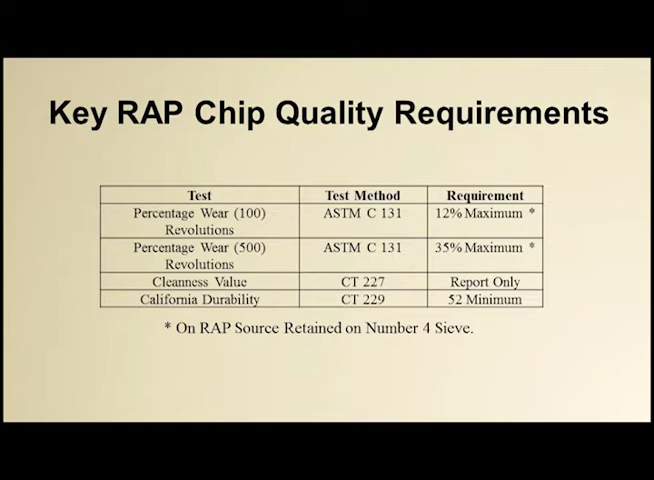 Key RAP Chip Quality Requirements
Test Test Method Requirement
Percentage Wear (100) ASTM C 131 12% Maximum *
Revolutions
Percentage Wear (500) ASTM C 131 35% Maximum *
Revolutions
Cleanness Value CT 227 Report Only
California Durability CT 229 52 Minimum
* On RAP Source Retained on Number 4 Sieve.